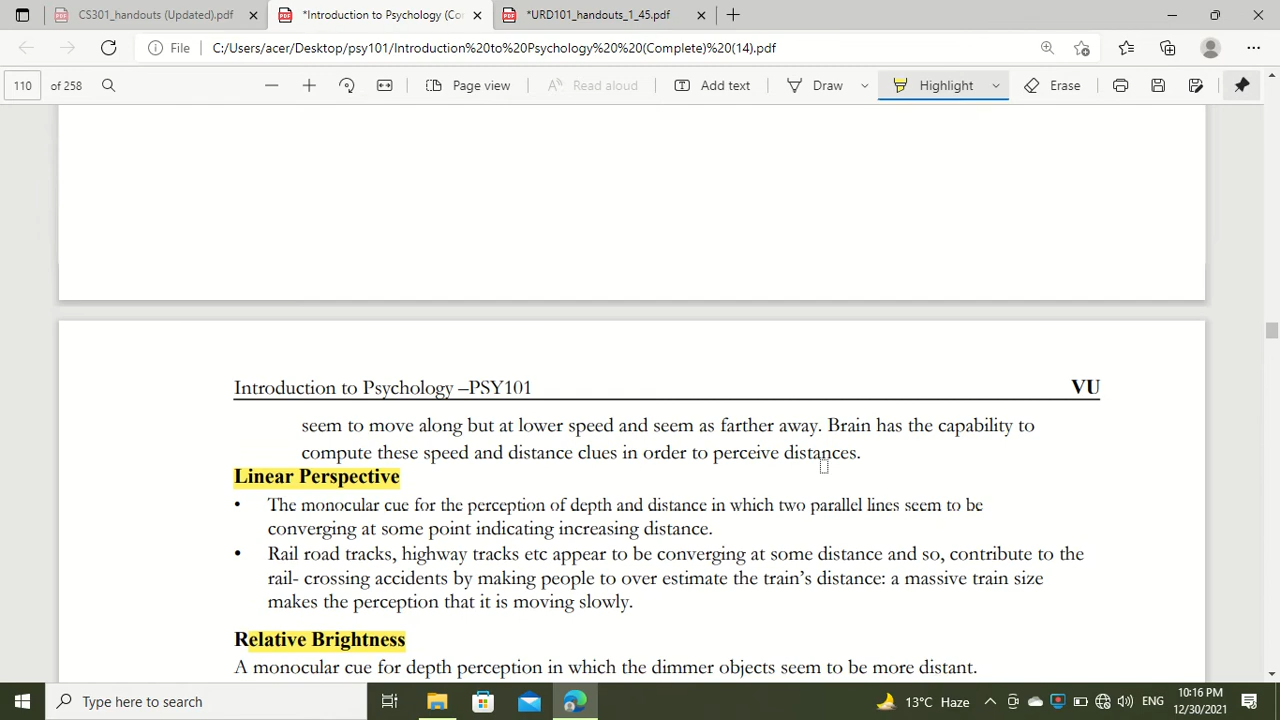 CS301_handouts (Updated).pdf
*Introduction to Psychology (Co
*URD101_handouts_1_45.pdf
File
C:/Users/acer/Desktop/psy101/Introduction%20to%20Psychology%20%20(Complete)%20(14).pdf
110 of 258
Page view
Read aloud
Add text
Draw
Highlight
Erase
Introduction to Psychology –PSY101 VU
seem to move along but at lower speed and seem as farther away. Brain has the capability to
compute these speed and distance clues in order to perceive distances.
Linear Perspective
• The monocular cue for the perception of depth and distance in which two parallel lines seem to be
converging at some point indicating increasing distance.
• Rail road tracks, highway tracks etc appear to be converging at some distance and so, contribute to the
rail- crossing accidents by making people to over estimate the train's distance: a massive train size
makes the perception that it is moving slowly.
Relative Brightness
A monocular cue for depth perception in which the dimmer objects seem to be more distant.
Type here to search
13°C Haze
ENG
10:16 PM
12/30/2021